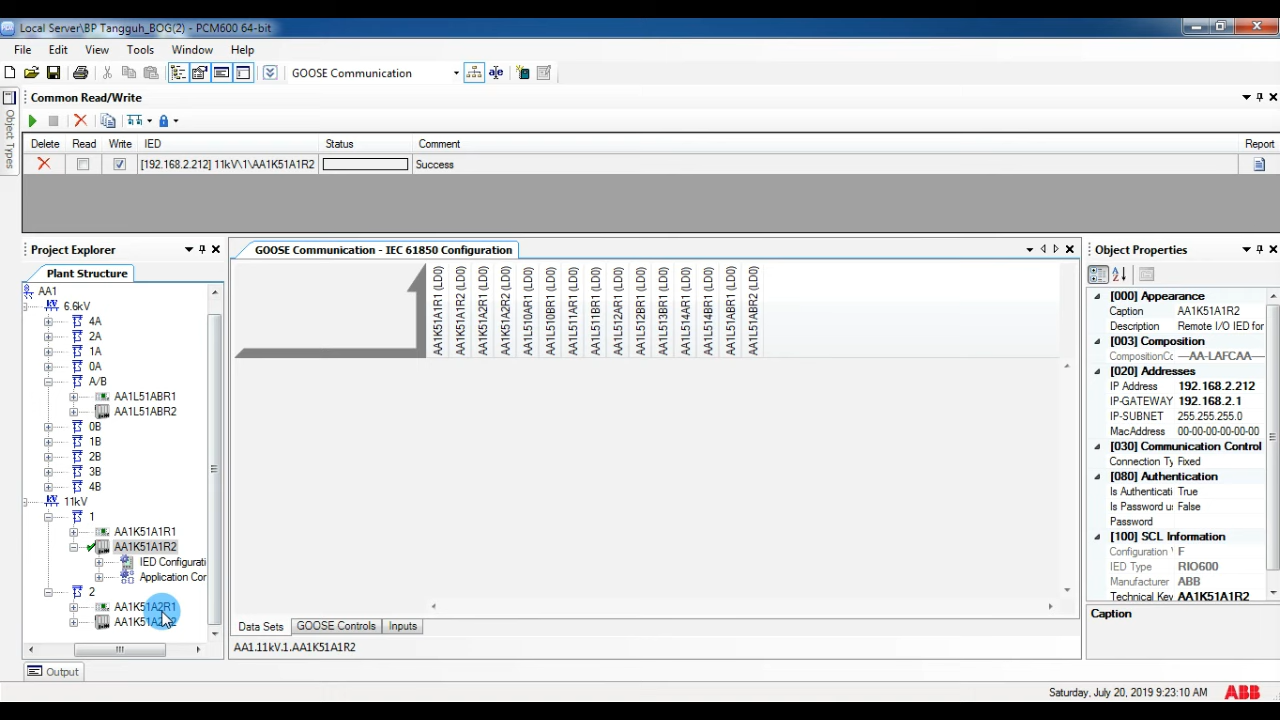 Local Server\BP Tangguh_BOG(2) - PCM600 64-bit
File Edit View Tools Window Help
GOOSE Communication
Object Types
Common Read/Write
Delete Read Write IED Status Comment Report
[192.168.2.212] 11kV\1\AA1K51A1R2 Success
Project Explorer
Plant Structure
AA1
6.6kV
4A
2A
1A
0A
A/B
AA1L51ABR1
AA1L51ABR2
0B
1B
2B
3B
4B
11kV
1
AA1K51A1R1
AA1K51A1R2
IED Configurati
Application Cor
2
AA1K51A2R1
GOOSE Communication - IEC 61850 Configuration
AA1K51A1R1 (LD0)
AA1K51A1R2 (LD0)
AA1K51A2R1 (LD0)
AA1K51A2R2 (LD0)
AA1L510AR1 (LD0)
AA1L510BR1 (LD0)
AA1L511AR1 (LD0)
AA1L511BR1 (LD0)
AA1L512AR1 (LD0)
AA1L512BR1 (LD0)
AA1L513BR1 (LD0)
AA1L514AR1 (LD0)
AA1L514BR1 (LD0)
AA1L51ABR1 (LD0)
AA1L51ABR2 (LD0)
Data Sets GOOSE Controls Inputs
AA1.11kV.1.AA1K51A1R2
Object Properties
[000] Appearance
Caption AA1K51A1R2
Description Remote I/O IED for
[003] Composition
CompositionCc —AA-LAFCAA—
[020] Addresses
IP Address 192.168.2.212
IP-GATEWAY 192.168.2.1
IP-SUBNET 255.255.255.0
MacAddress 00-00-00-00-00-00
[030] Communication Control
Connection Ty Fixed
[080] Authentication
Is Authenticati True
Is Password u: False
Password
[100] SCL Information
Configuration V F
IED Type RIO600
Manufacturer ABB
Technical Key AA1K51A1R2
Caption
Output
Saturday, July 20, 2019 9:23:10 AM ABB